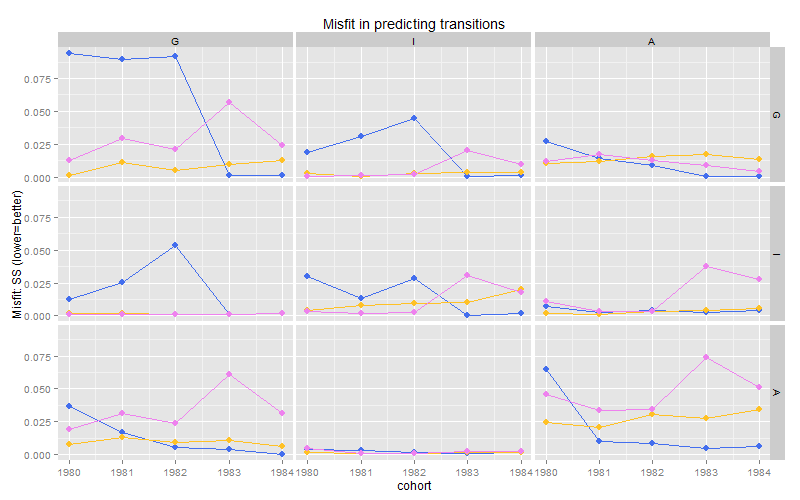 Misfit in predicting transitions
G I A
0.075
0.050
0.025
0.000
G
0.075
0.050
0.025
0.000
I
0.075
0.050
0.025
0.000
A
Misfit: SS (lower=better)
1980 1981 1982 1983 1984 1980 1981 1982 1983 1984 1980 1981 1982 1983 1984
cohort